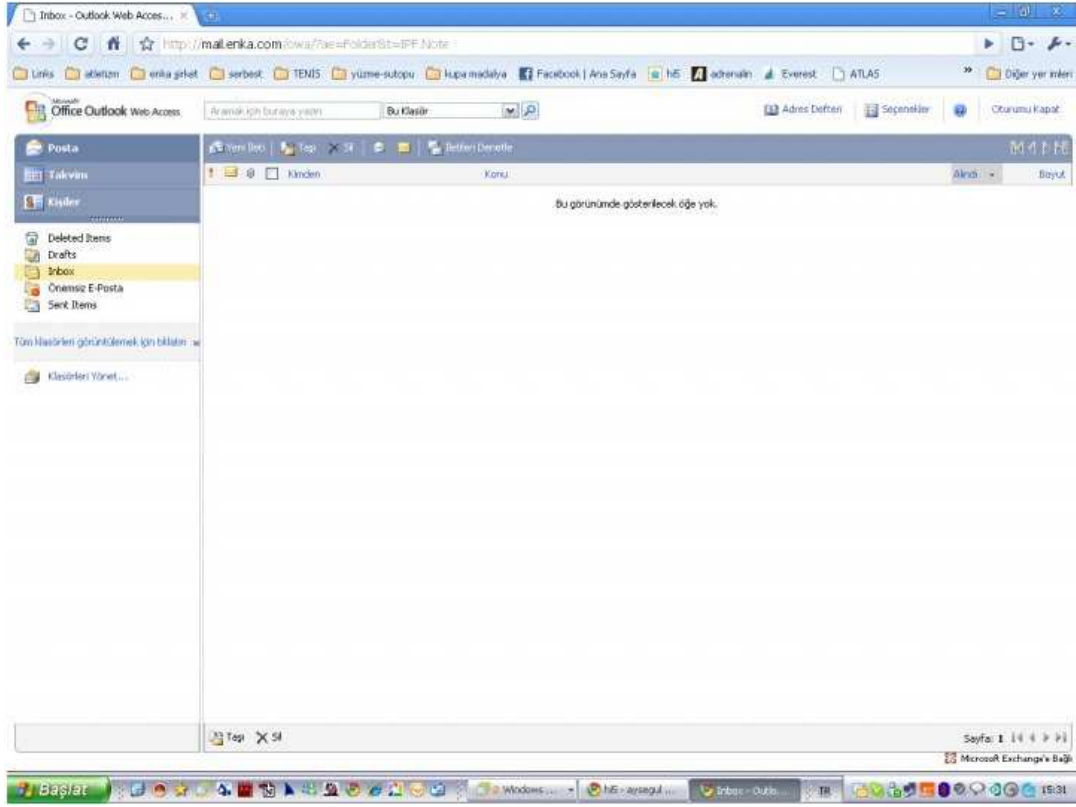 Inbox - Outlook Web Acces...
http://mail.enka.com/owa/?ae=Folder&t=IPF.Note
Links atletizm enka şirket serbest TENIS yüzme-sutopu kupa madalya Facebook | Ana Sayfa hi5 adrenalin Everest ATLAS » Diğer yer imleri
Microsoft
Office Outlook Web Access Aramak için buraya yazın Bu Klasör Adres Defteri Seçenekler Oturumu Kapat
Posta Yeni İleti Taşı Sil İletileri Denetle
Takvim Kimden Konu Alındı Boyut
Kişiler Bu görünümde gösterilecek öğe yok.
Deleted Items
Drafts
Inbox
Önemsiz E-Posta
Sent Items
Tüm klasörleri görüntülemek için tıklatın
Klasörleri Yönet...
Taşı Sil Sayfa: 1
Microsoft Exchange'e Bağlı
Başlat 2 Windows ... hi5 - aysegul ... Inbox - Outlo... TR 15:31